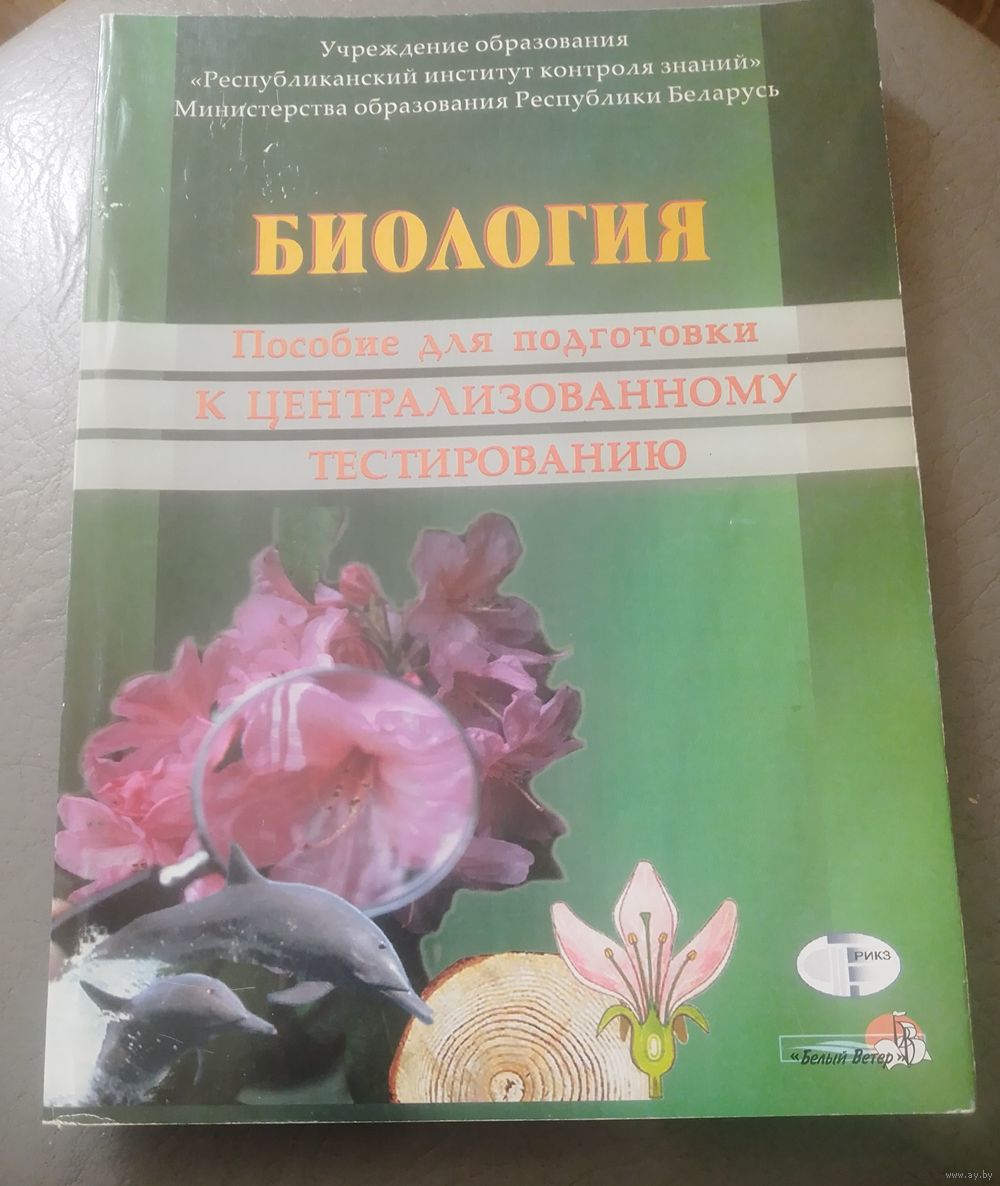 Учреждение образования
«Республиканский институт контроля знаний»
Министерства образования Республики Беларусь
БИОЛОГИЯ
Пособие для подготовки
К ЦЕНТРАЛИЗОВАННОМУ
ТЕСТИРОВАНИЮ
РИКЗ
«Белый Ветер»
www.ay.by